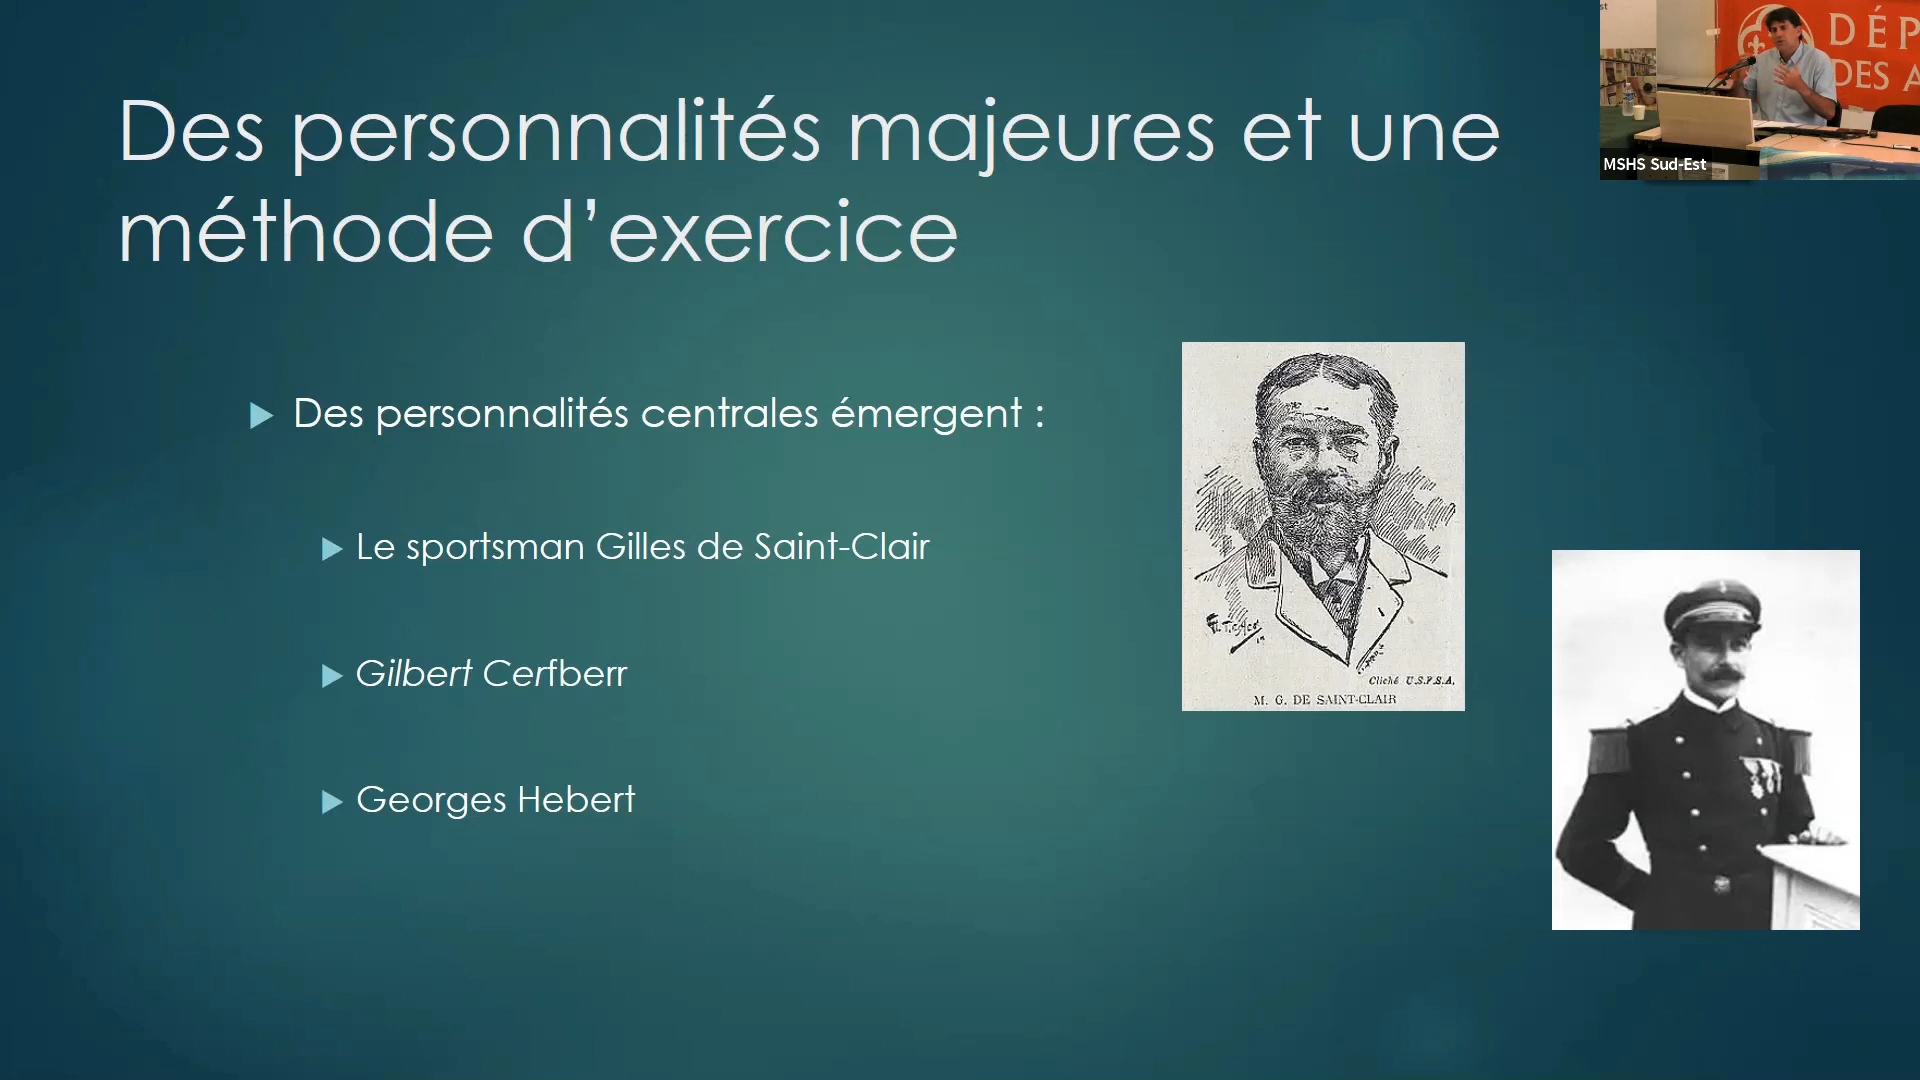 Des personnalités majeures et une
méthode d’exercice
Des personnalités centrales émergent :
Le sportsman Gilles de Saint-Clair
Gilbert Cerfberr
Georges Hebert
Cliché U.S.F.S.A.
M. G. DE SAINT-CLAIR
st
DÉP
DES A
MSHS Sud-Est